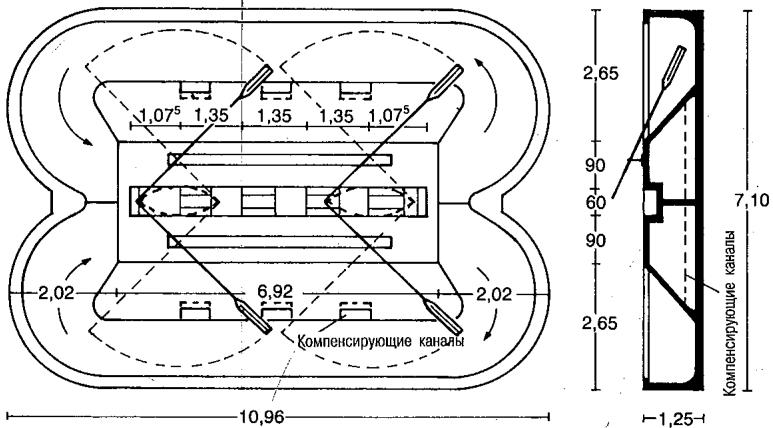 1,07⁵ 1,35 1,35 1,35 1,07⁵
2,02 6,92 2,02
Компенсирующие каналы
10,96
2,65
90
60
90
2,65
7,10
Компенсирующие каналы
1,25